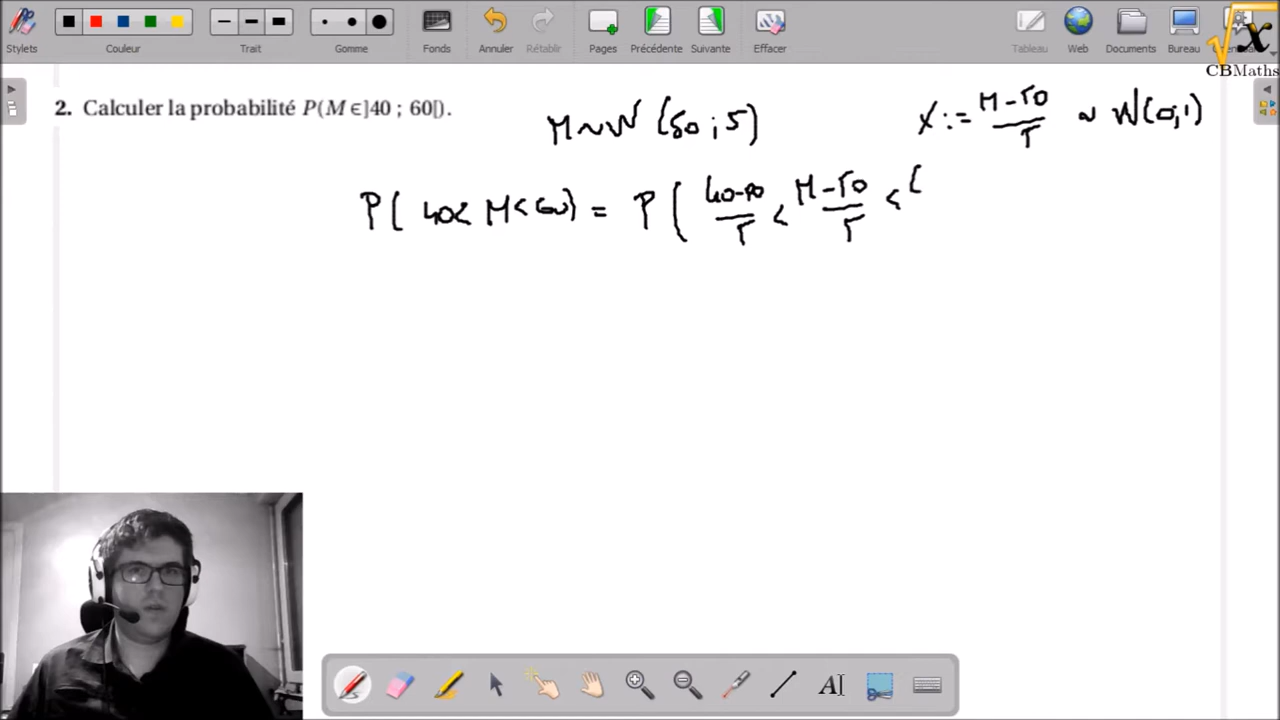 Stylets Couleur Trait Gomme Fonds Annuler Rétablir Pages Précédente Suivante Effacer Tableau Web Documents Bureau
CBMaths
2. Calculer la probabilité P(M ∈]40 ; 60[).
M ~ N (50 ; 5)
X := M-50 / 5 ~ N(0,1)
P( 40 < M < 60) = P( 40-50 / 5 < M-50 / 5 <